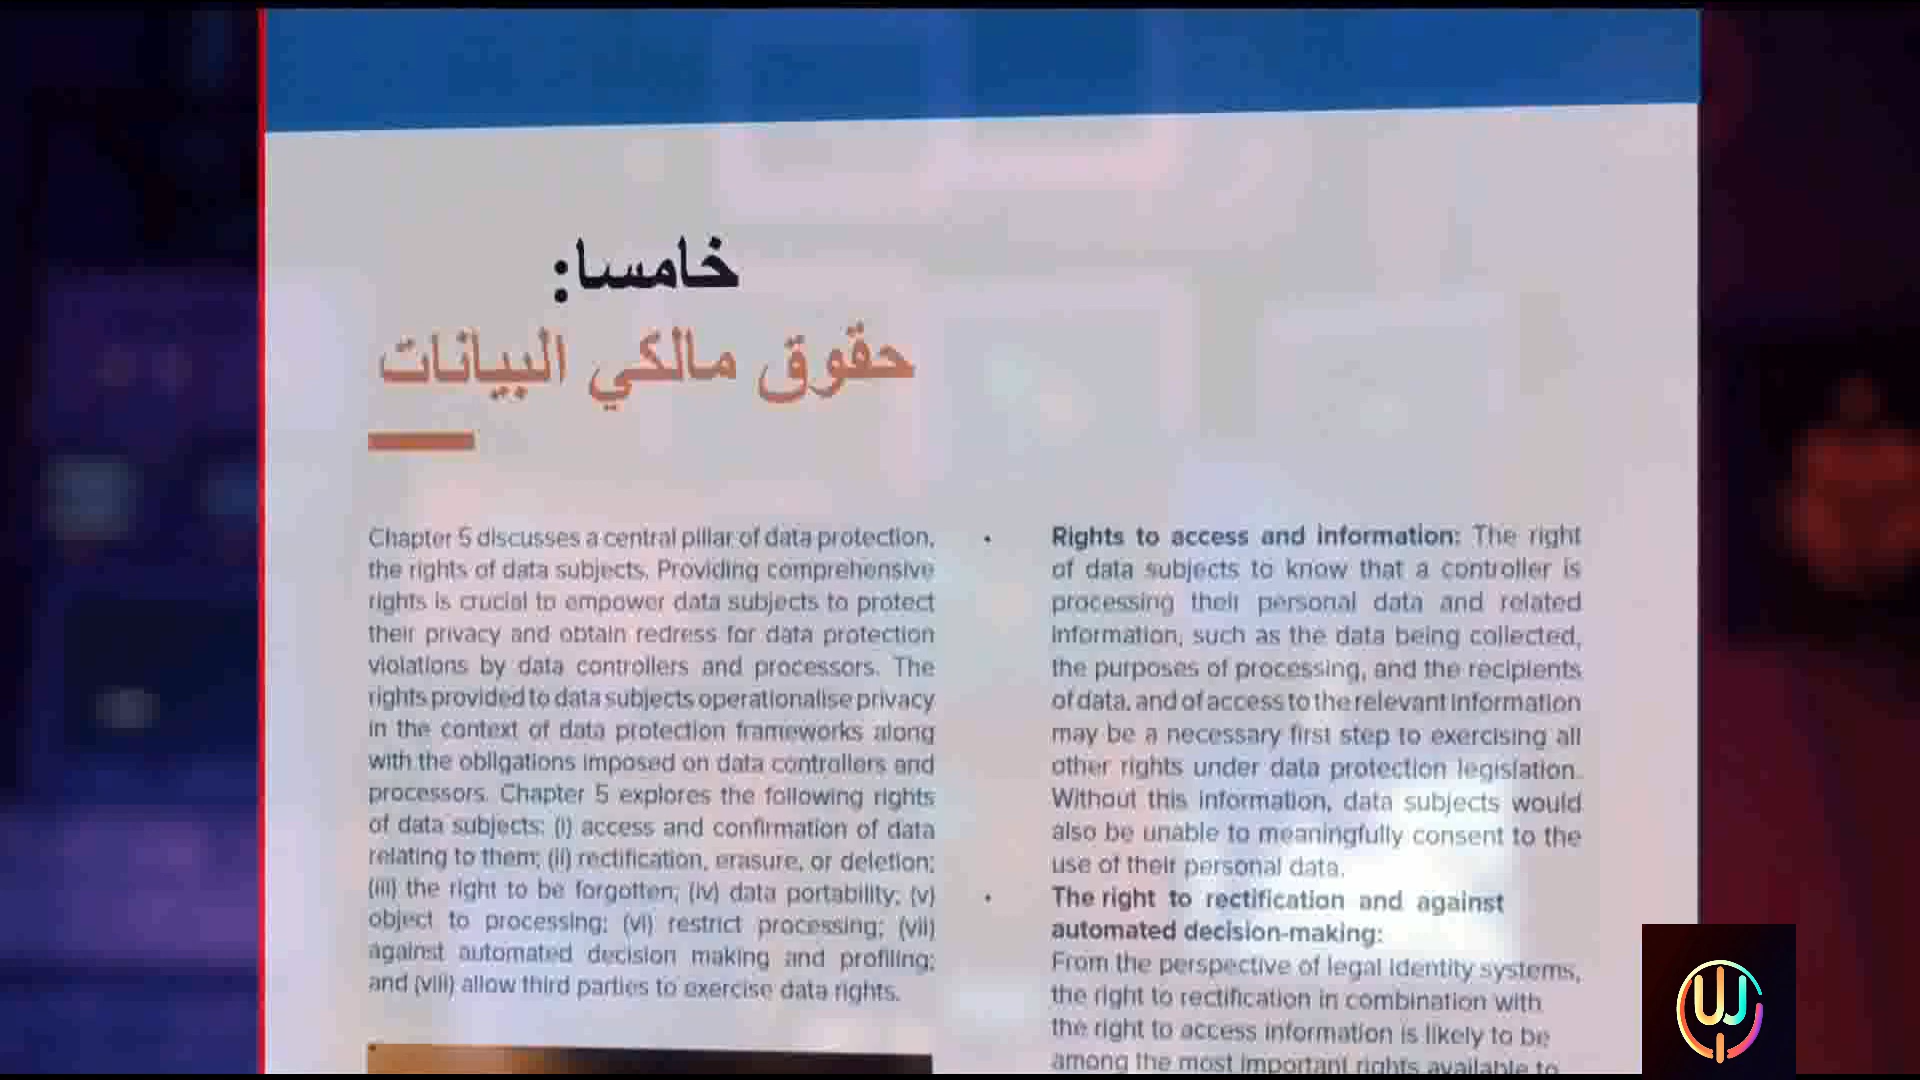 خامسا:
حقوق مالكي البيانات
Chapter 5 discusses a central pillar of data protection,
the rights of data subjects. Providing comprehensive
rights is crucial to empower data subjects to protect
their privacy and obtain redress for data protection
violations by data controllers and processors. The
rights provided to data subjects operationalise privacy
in the context of data protection frameworks along
with the obligations imposed on data controllers and
processors. Chapter 5 explores the following rights
of data subjects: (i) access and confirmation of data
relating to them; (ii) rectification, erasure, or deletion;
(iii) the right to be forgotten; (iv) data portability; (v)
object to processing; (vi) restrict processing; (vii)
against automated decision making and profiling;
and (viii) allow third parties to exercise data rights.
• Rights to access and information: The right
of data subjects to know that a controller is
processing their personal data and related
information, such as the data being collected,
the purposes of processing, and the recipients
of data, and of access to the relevant information
may be a necessary first step to exercising all
other rights under data protection legislation.
Without this information, data subjects would
also be unable to meaningfully consent to the
use of their personal data.
• The right to rectification and against
automated decision-making:
From the perspective of legal identity systems,
the right to rectification in combination with
the right to access information is likely to be
among the most important rights available to